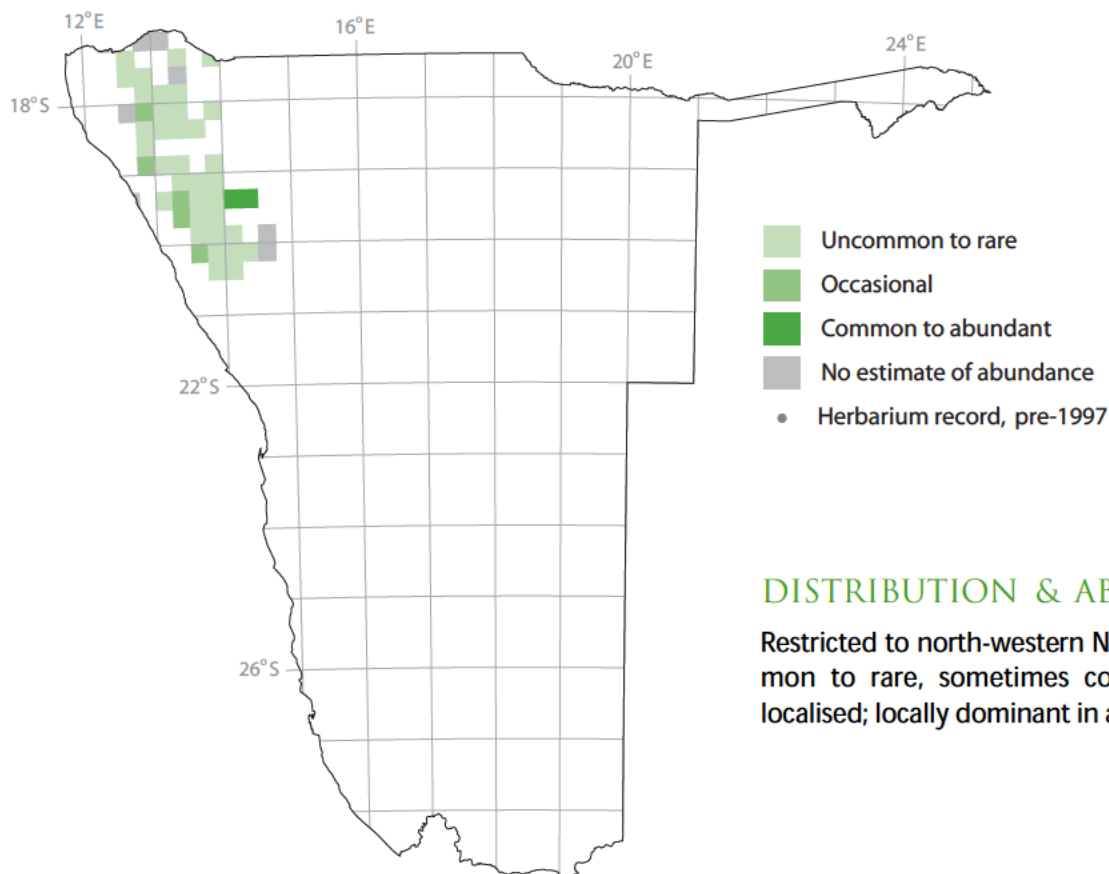 12°E
16°E
20°E
24°E
18°S
22°S
26°S
Uncommon to rare
Occasional
Common to abundant
No estimate of abundance
Herbarium record, pre-1997
DISTRIBUTION & AB
Restricted to north-western N
mon to rare, sometimes co
localised; locally dominant in a